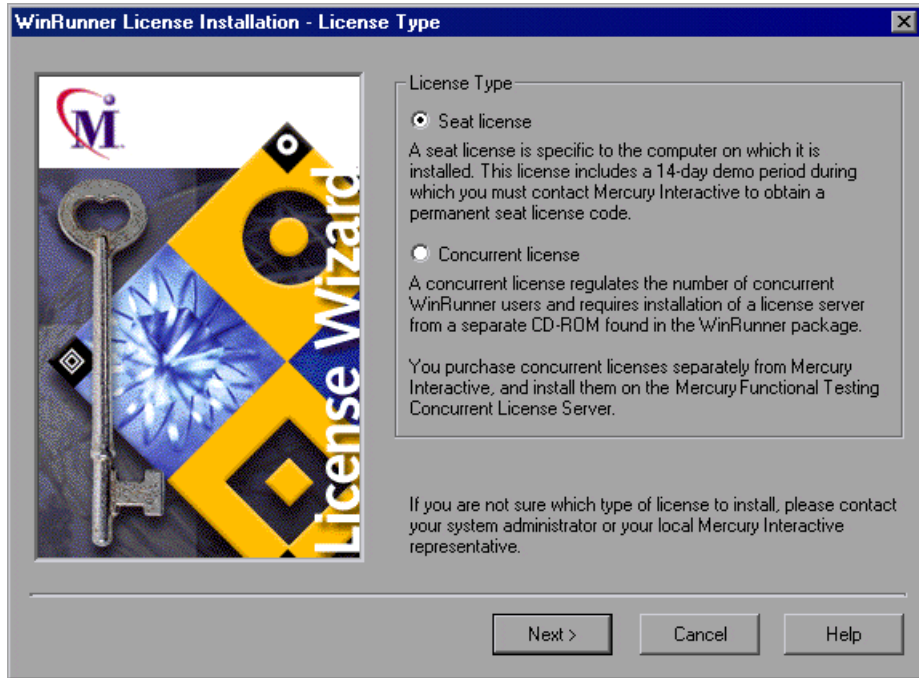 WinRunner License Installation - License Type
M
License Wizard
License Type
Seat license
A seat license is specific to the computer on which it is
installed. This license includes a 14-day demo period during
which you must contact Mercury Interactive to obtain a
permanent seat license code.
Concurrent license
A concurrent license regulates the number of concurrent
WinRunner users and requires installation of a license server
from a separate CD-ROM found in the WinRunner package.
You purchase concurrent licenses separately from Mercury
Interactive, and install them on the Mercury Functional Testing
Concurrent License Server.
If you are not sure which type of license to install, please contact
your system administrator or your local Mercury Interactive
representative.
Next >
Cancel
Help